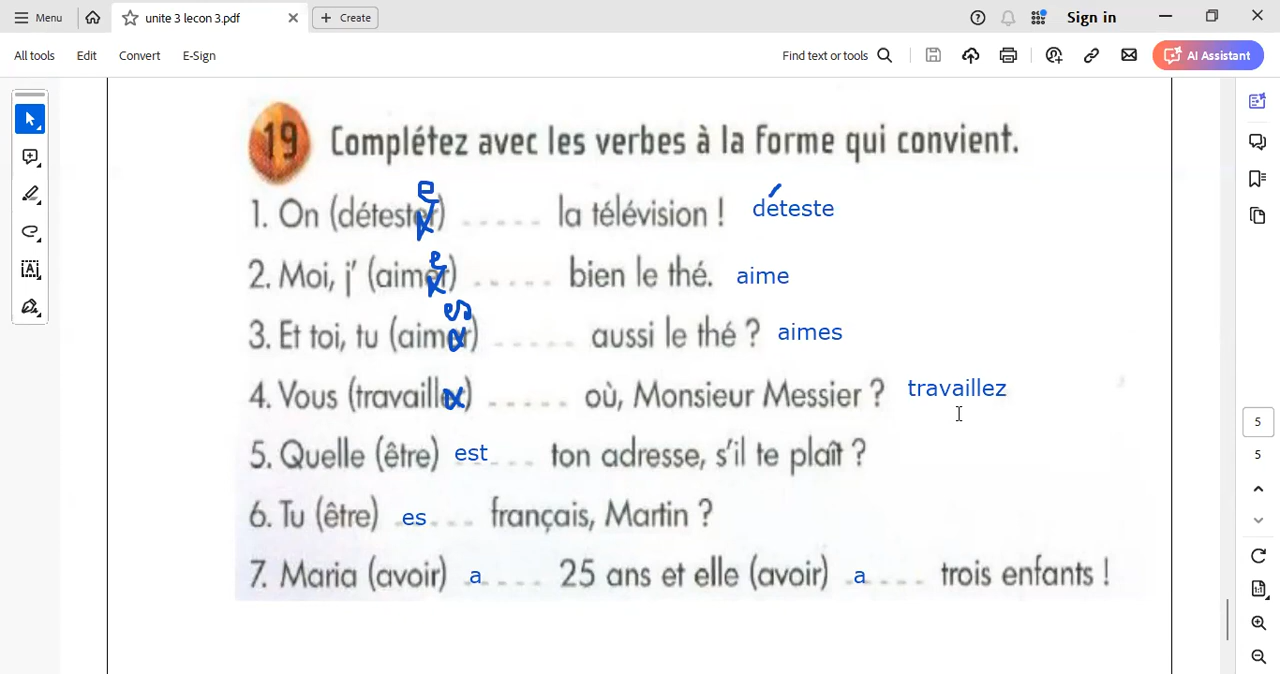 Menu
unite 3 lecon 3.pdf
Create
Sign in
All tools Edit Convert E-Sign
Find text or tools
AI Assistant
19 Complétez avec les verbes à la forme qui convient.
e
1. On (détester) ..... la télévision ! déteste
e
2. Moi, j' (aimer) ..... bien le thé. aime
es
3. Et toi, tu (aimer) ..... aussi le thé ? aimes
4. Vous (travailler) ..... où, Monsieur Messier ? travaillez
5. Quelle (être) est ... ton adresse, s'il te plaît ?
6. Tu (être) es ... français, Martin ?
7. Maria (avoir) a .... 25 ans et elle (avoir) a .... trois enfants !
5
5